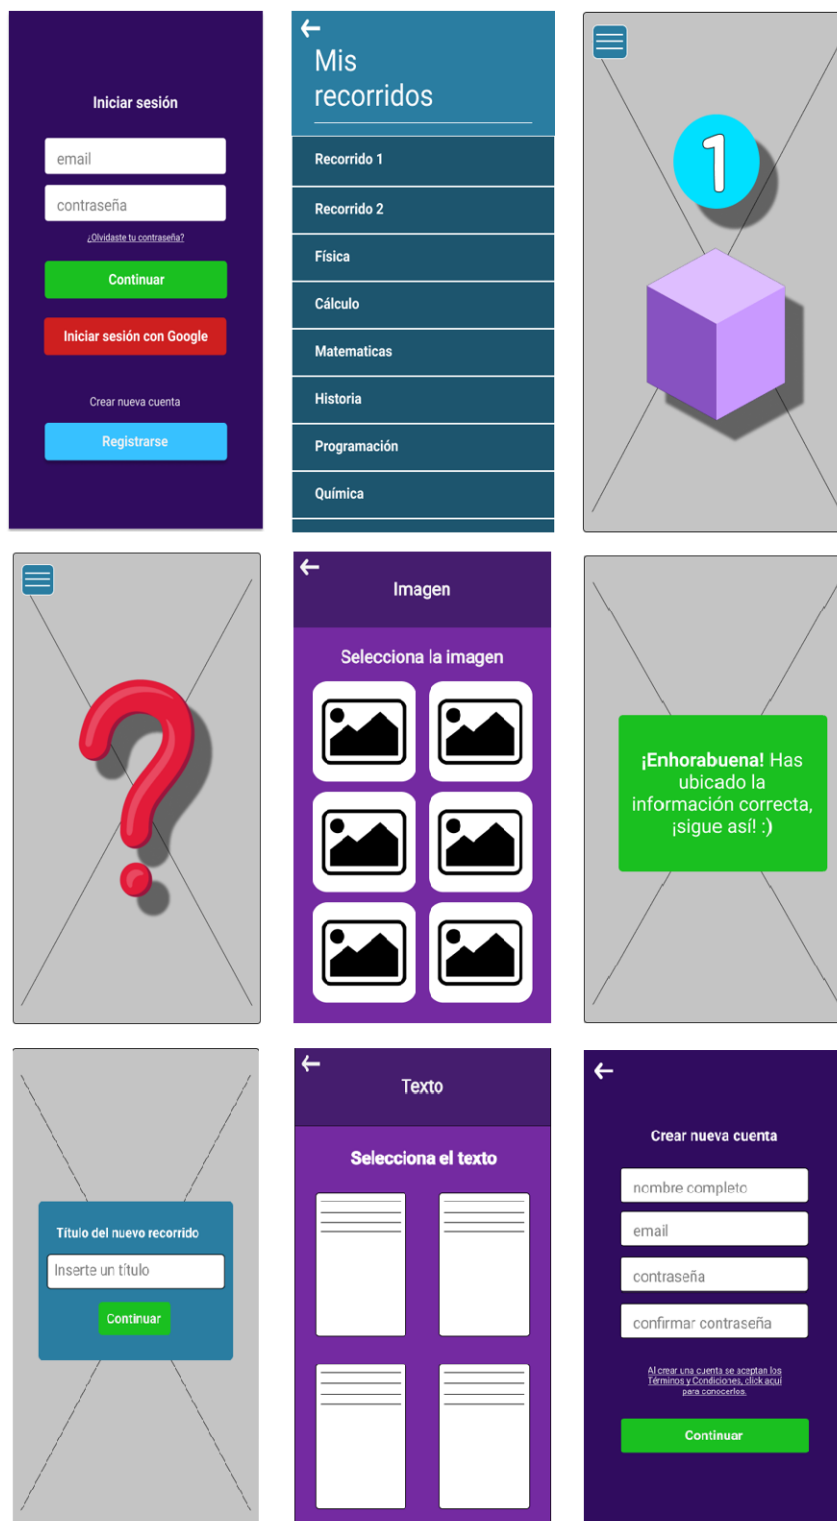 Iniciar sesión
email
contraseña
¿Olvidaste tu contraseña?
Continuar
Iniciar sesión con Google
Crear nueva cuenta
Registrarse
Mis
recorridos
Recorrido 1
Recorrido 2
Física
Cálculo
Matematicas
Historia
Programación
Química
1
?
Imagen
Selecciona la imagen
¡Enhorabuena! Has
ubicado la
información correcta,
¡sigue así! :)
Título del nuevo recorrido
Inserte un título
Continuar
Texto
Selecciona el texto
Crear nueva cuenta
nombre completo
email
contraseña
confirmar contraseña
Al crear una cuenta se aceptan los
Términos y Condiciones, click aquí
para conocerlos.
Continuar